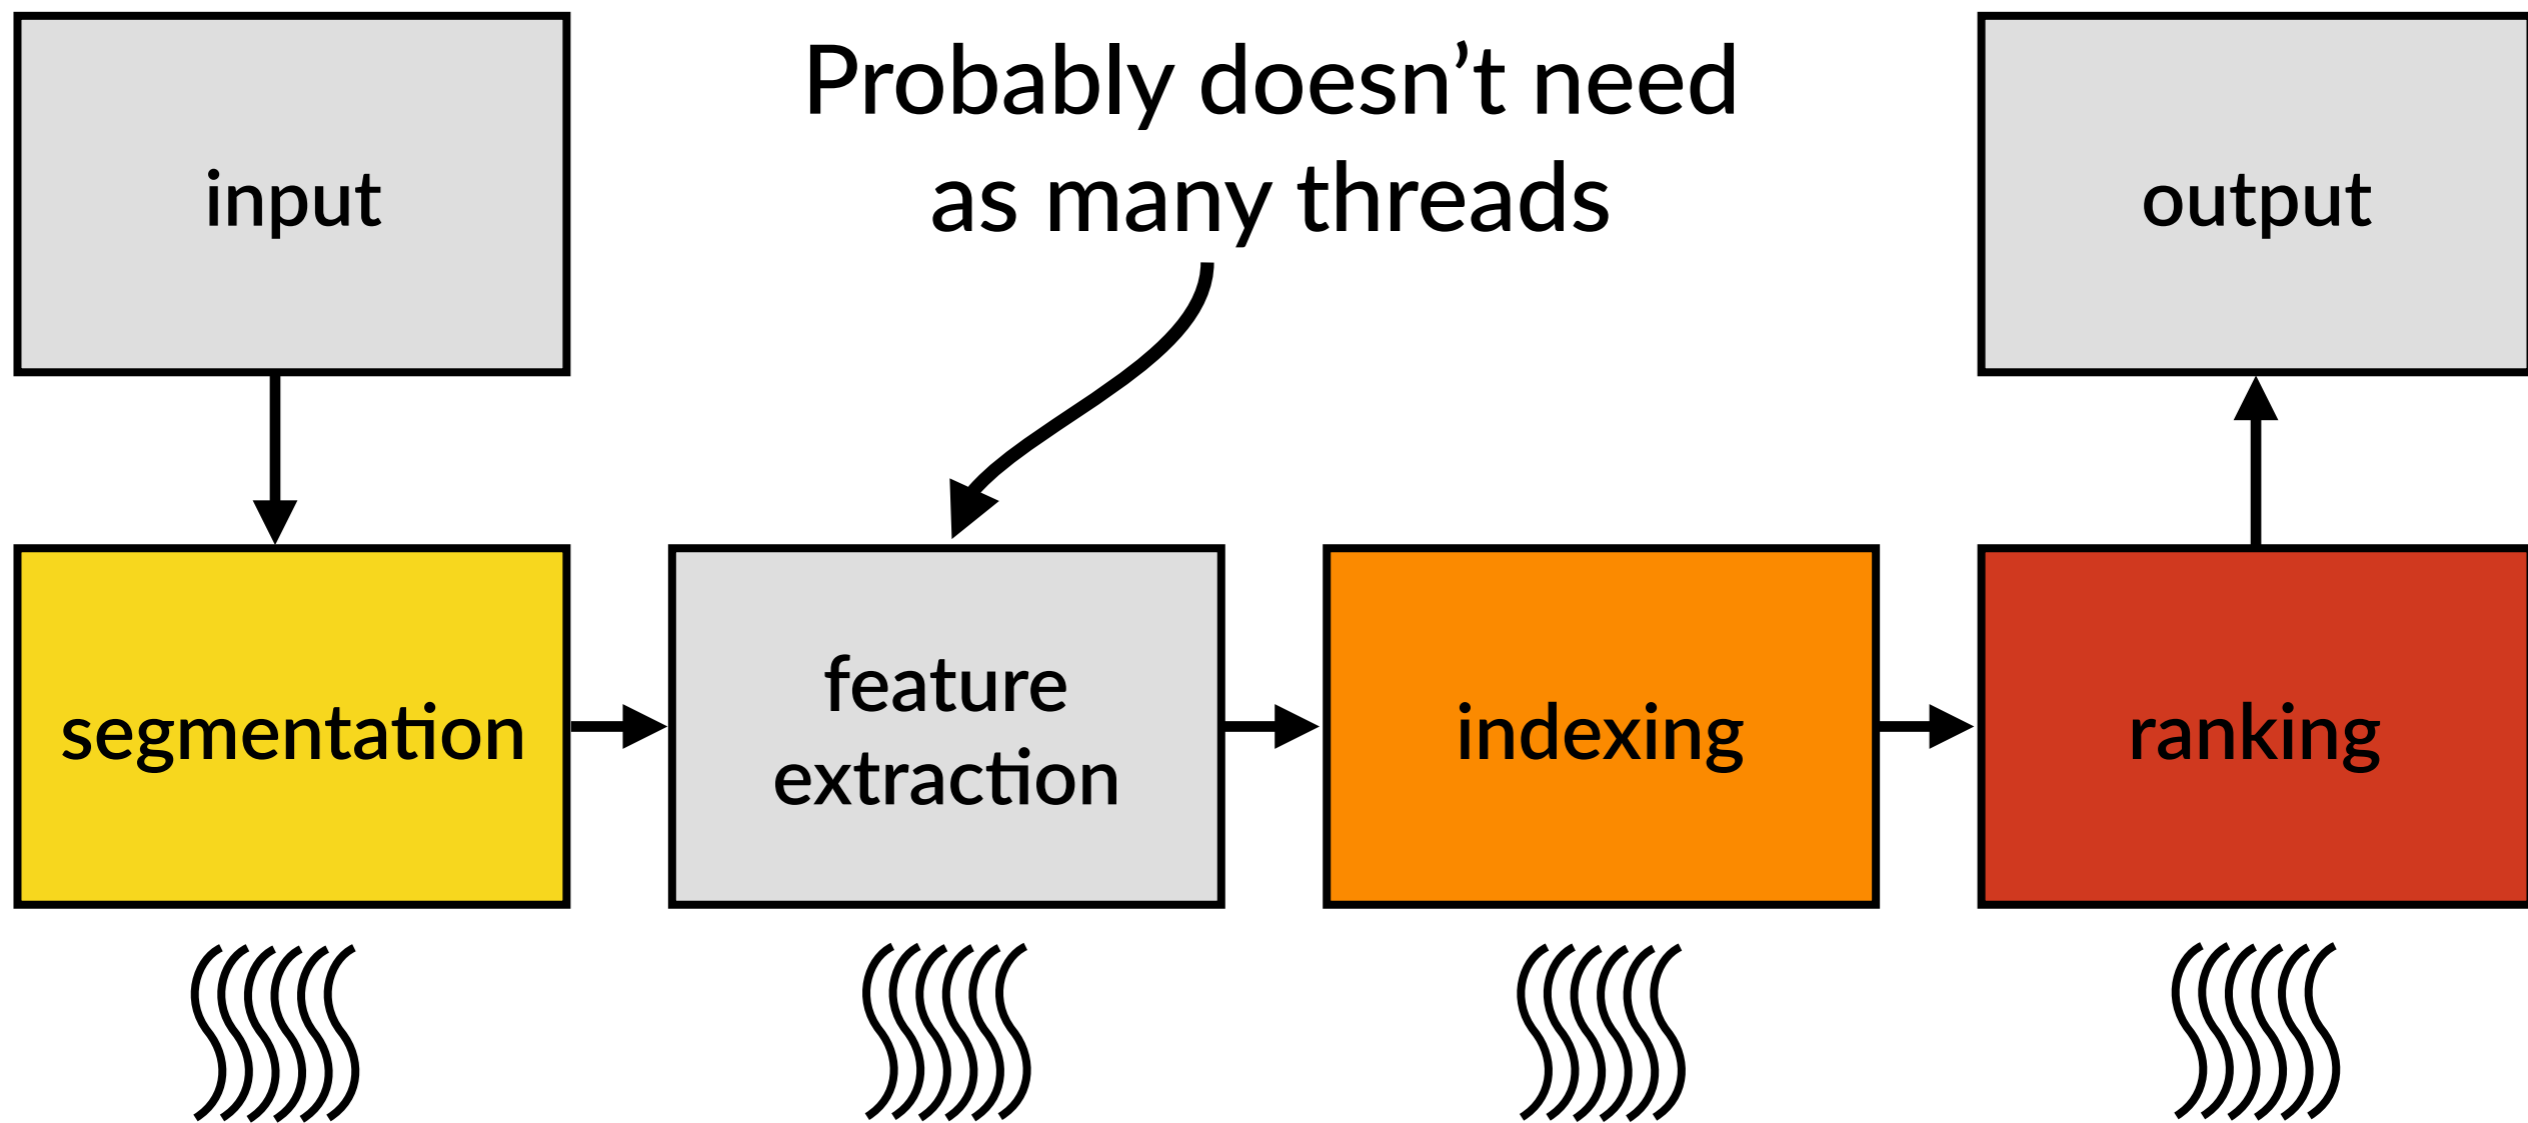 input
Probably doesn’t need
as many threads
output
segmentation
feature
extraction
indexing
ranking